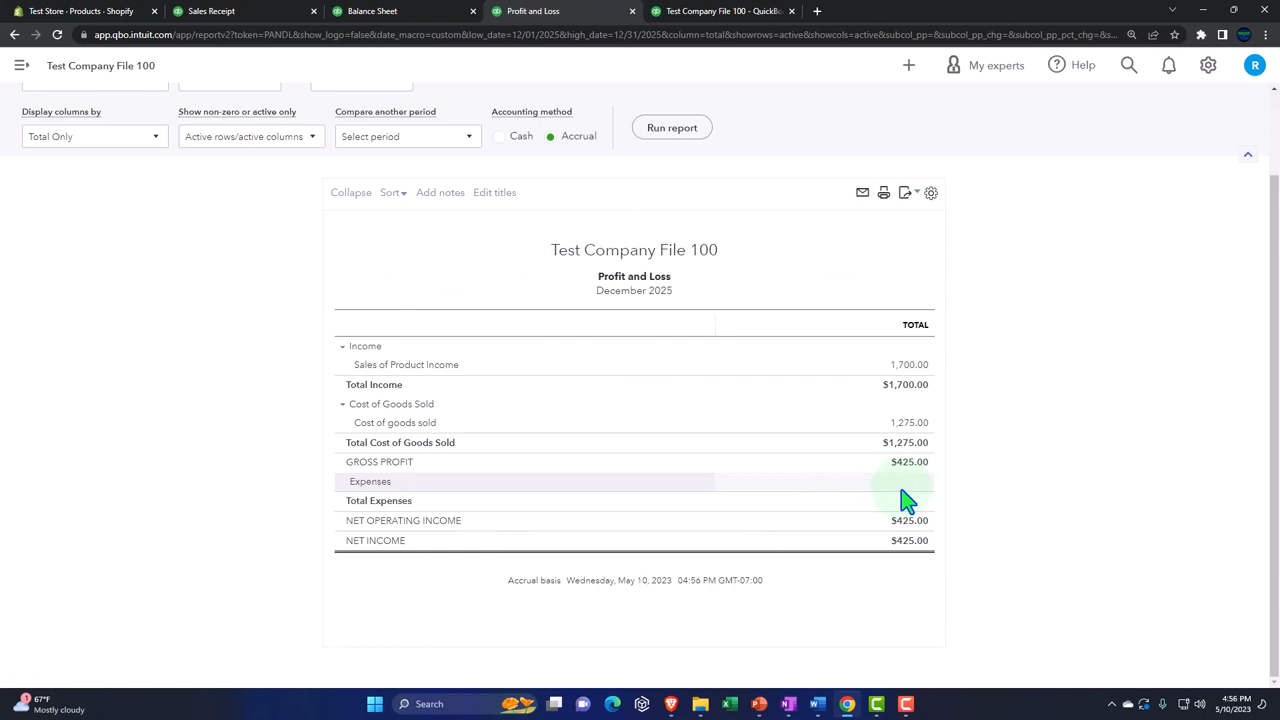 Test Store · Products · Shopify
Sales Receipt
Balance Sheet
Profit and Loss
Test Company File 100 - QuickBo
app.qbo.intuit.com/app/reportv2?token=PANDL&show_logo=false&date_macro=custom&low_date=12/01/2025&high_date=12/31/2025&column=total&showrows=active&showcols=active&subcol_pp=&subcol_pp_chg=&s...
Test Company File 100
My experts
Help
R
Display columns by
Show non-zero or active only
Compare another period
Accounting method
Total Only
Active rows/active columns
Select period
Cash
Accrual
Run report
Collapse
Sort
Add notes
Edit titles
Test Company File 100
Profit and Loss
December 2025
TOTAL
Income
Sales of Product Income 1,700.00
Total Income $1,700.00
Cost of Goods Sold
Cost of goods sold 1,275.00
Total Cost of Goods Sold $1,275.00
GROSS PROFIT $425.00
Expenses
Total Expenses
NET OPERATING INCOME $425.00
NET INCOME $425.00
Accrual basis Wednesday, May 10, 2023 04:56 PM GMT-07:00
1
67°F
Mostly cloudy
Search
4:56 PM
5/10/2023